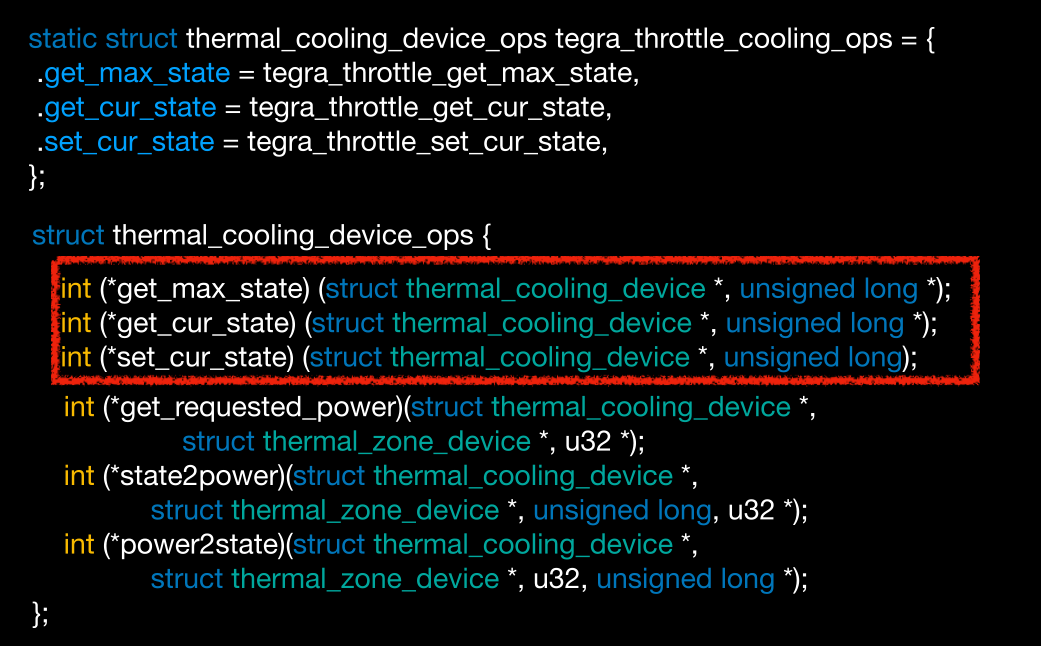 static struct thermal_cooling_device_ops tegra_throttle_cooling_ops = {
.get_max_state = tegra_throttle_get_max_state,
.get_cur_state = tegra_throttle_get_cur_state,
.set_cur_state = tegra_throttle_set_cur_state,
};
struct thermal_cooling_device_ops {
int (*get_max_state) (struct thermal_cooling_device *, unsigned long *);
int (*get_cur_state) (struct thermal_cooling_device *, unsigned long *);
int (*set_cur_state) (struct thermal_cooling_device *, unsigned long);
int (*get_requested_power)(struct thermal_cooling_device *,
struct thermal_zone_device *, u32 *);
int (*state2power)(struct thermal_cooling_device *,
struct thermal_zone_device *, unsigned long, u32 *);
int (*power2state)(struct thermal_cooling_device *,
struct thermal_zone_device *, u32, unsigned long *);
};